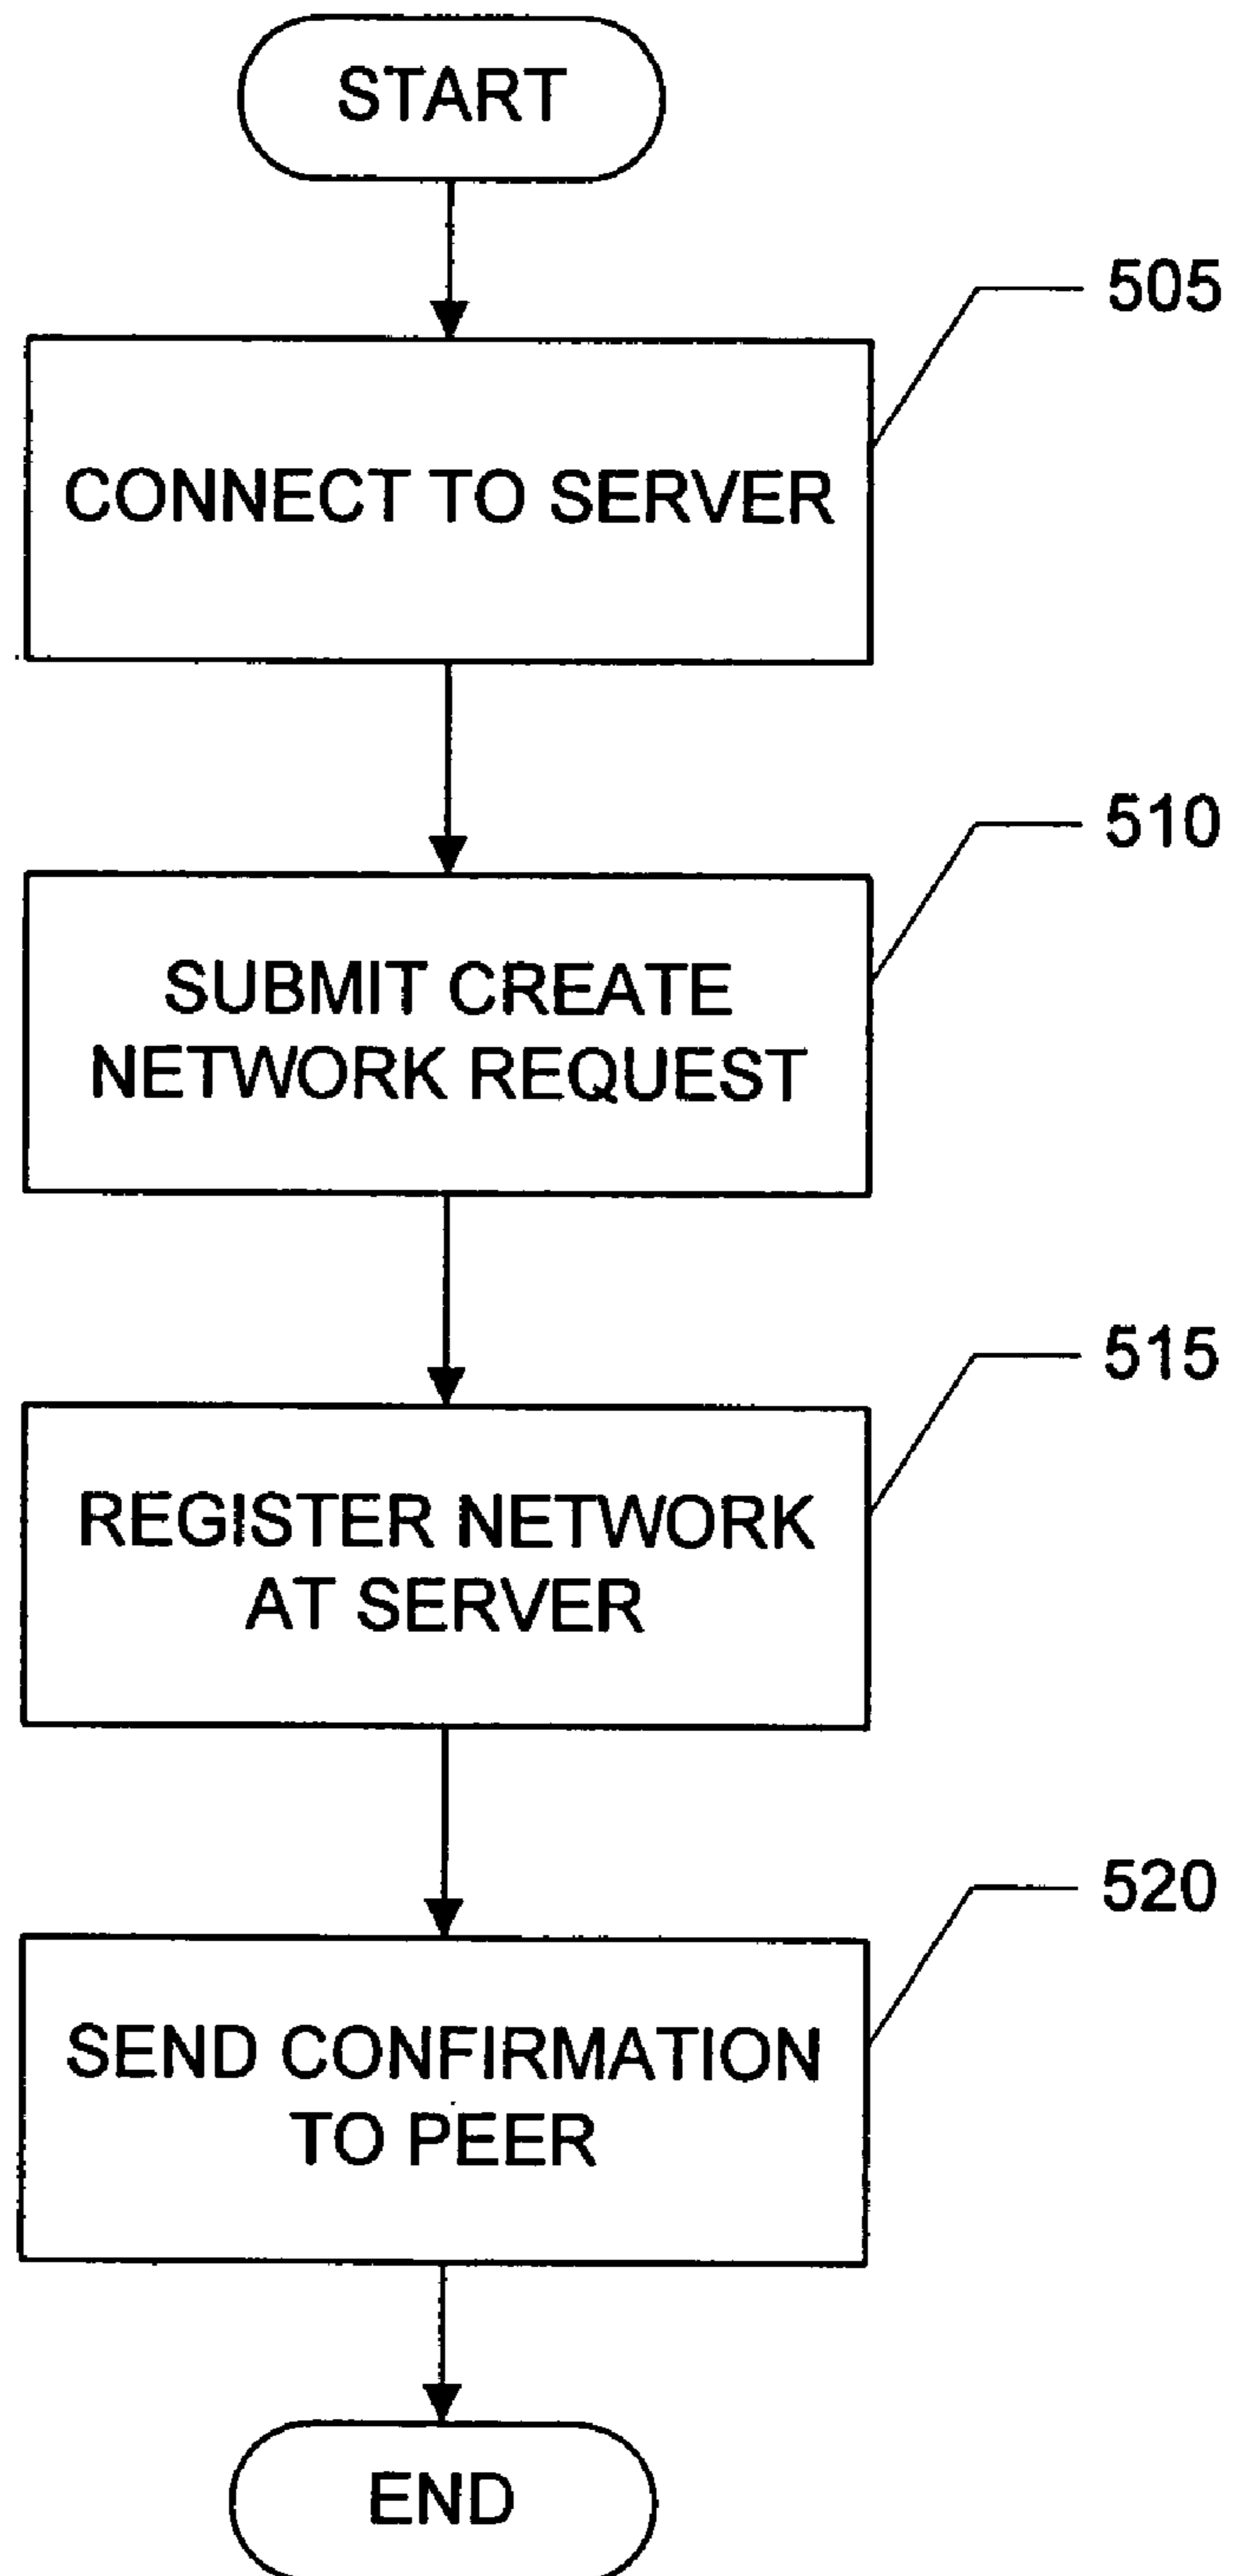 START
505
CONNECT TO SERVER
510
SUBMIT CREATE
NETWORK REQUEST
515
REGISTER NETWORK
AT SERVER
520
SEND CONFIRMATION
TO PEER
END